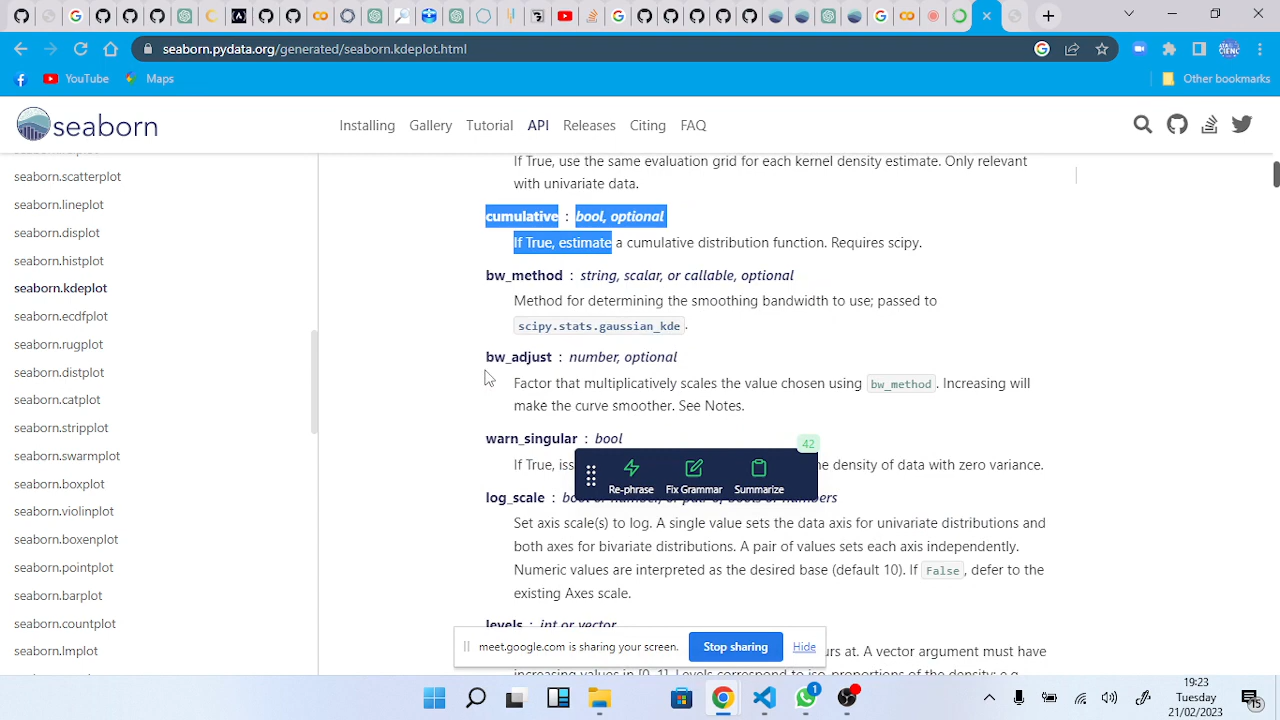 seaborn.pydata.org/generated/seaborn.kdeplot.html
YouTube
Maps
Other bookmarks
seaborn
Installing
Gallery
Tutorial
API
Releases
Citing
FAQ
seaborn.scatterplot
seaborn.lineplot
seaborn.displot
seaborn.histplot
seaborn.kdeplot
seaborn.ecdfplot
seaborn.rugplot
seaborn.distplot
seaborn.catplot
seaborn.stripplot
seaborn.swarmplot
seaborn.boxplot
seaborn.violinplot
seaborn.boxenplot
seaborn.pointplot
seaborn.barplot
seaborn.countplot
seaborn.lmplot
If True, use the same evaluation grid for each kernel density estimate. Only relevant
with univariate data.
cumulative : bool, optional
If True, estimate a cumulative distribution function. Requires scipy.
bw_method : string, scalar, or callable, optional
Method for determining the smoothing bandwidth to use; passed to
scipy.stats.gaussian_kde.
bw_adjust : number, optional
Factor that multiplicatively scales the value chosen using bw_method. Increasing will
make the curve smoother. See Notes.
warn_singular : bool
If True, the density of data with zero variance.
42
Re-phrase
Fix Grammar
Summarize
log_scale : numbers
Set axis scale(s) to log. A single value sets the data axis for univariate distributions and
both axes for bivariate distributions. A pair of values sets each axis independently.
Numeric values are interpreted as the desired base (default 10). If False, defer to the
existing Axes scale.
levels : int or vector
at. A vector argument must have
meet.google.com is sharing your screen.
Stop sharing
Hide
1
19:23
Tuesday
21/02/2023
15